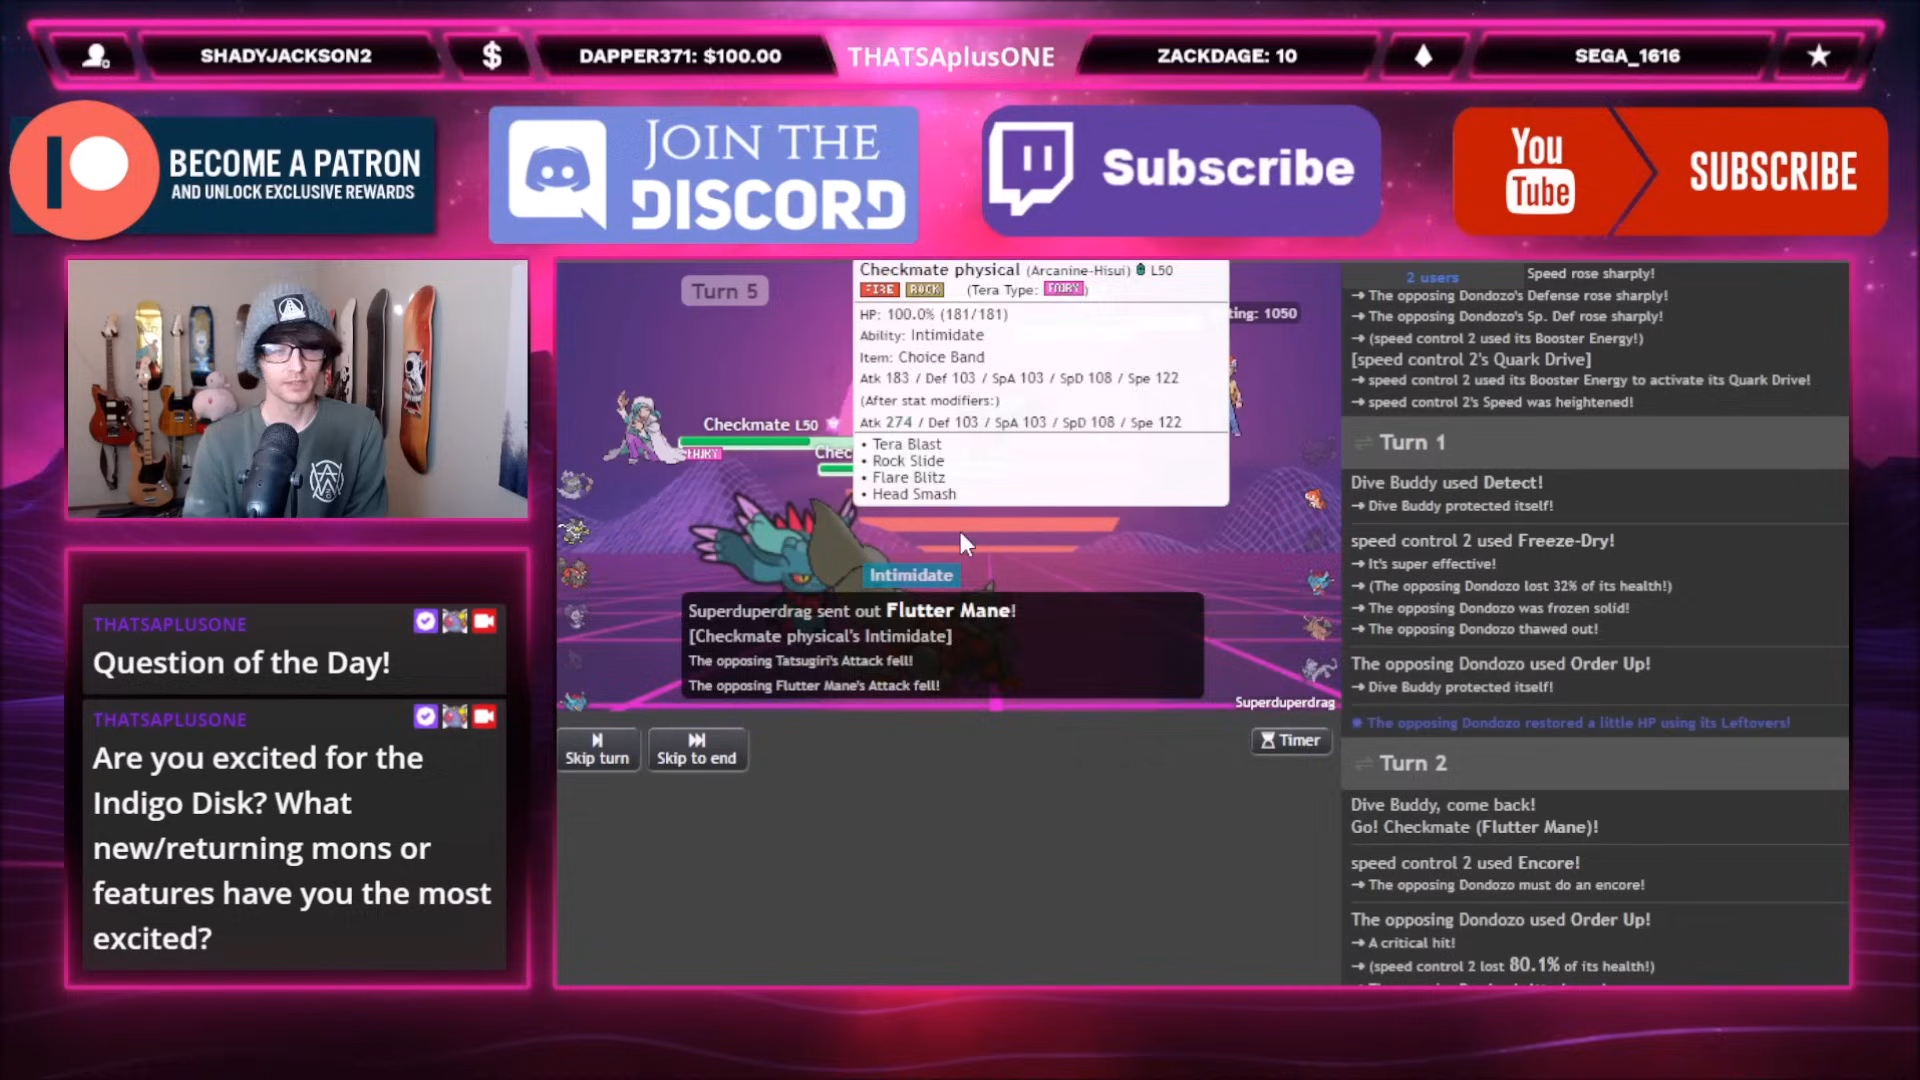 SHADYJACKSON2
$
DAPPER371: $100.00
THATSAplusONE
ZACKDAGE: 10
SEGA_1616
BECOME A PATRON
AND UNLOCK EXCLUSIVE REWARDS
JOIN THE
DISCORD
Subscribe
You
Tube
SUBSCRIBE
THATSAPLUSONE
Question of the Day!
THATSAPLUSONE
Are you excited for the
Indigo Disk? What
new/returning mons or
features have you the most
excited?
Turn 5
Checkmate physical (Arcanine-Hisui) L50
FIRE ROCK (Tera Type: FAIRY)
HP: 100.0% (181/181)
Ability: Intimidate
Item: Choice Band
Atk 183 / Def 103 / SpA 103 / SpD 108 / Spe 122
(After stat modifiers:)
Atk 274 / Def 103 / SpA 103 / SpD 108 / Spe 122
• Tera Blast
• Rock Slide
• Flare Blitz
• Head Smash
ting: 1050
Checkmate L50
FAIRY
Chec
Intimidate
Superduperdrag sent out Flutter Mane!
[Checkmate physical's Intimidate]
The opposing Tatsugiri's Attack fell!
The opposing Flutter Mane's Attack fell!
Superduperdrag
Skip turn
Skip to end
Timer
2 users
Speed rose sharply!
→ The opposing Dondozo's Defense rose sharply!
→ The opposing Dondozo's Sp. Def rose sharply!
→ (speed control 2 used its Booster Energy!)
[speed control 2's Quark Drive]
→ speed control 2 used its Booster Energy to activate its Quark Drive!
→ speed control 2's Speed was heightened!
Turn 1
Dive Buddy used Detect!
→ Dive Buddy protected itself!
speed control 2 used Freeze-Dry!
→ It's super effective!
→ (The opposing Dondozo lost 32% of its health!)
→ The opposing Dondozo was frozen solid!
→ The opposing Dondozo thawed out!
The opposing Dondozo used Order Up!
→ Dive Buddy protected itself!
The opposing Dondozo restored a little HP using its Leftovers!
Turn 2
Dive Buddy, come back!
Go! Checkmate (Flutter Mane)!
speed control 2 used Encore!
→ The opposing Dondozo must do an encore!
The opposing Dondozo used Order Up!
→ A critical hit!
→ (speed control 2 lost 80.1% of its health!)